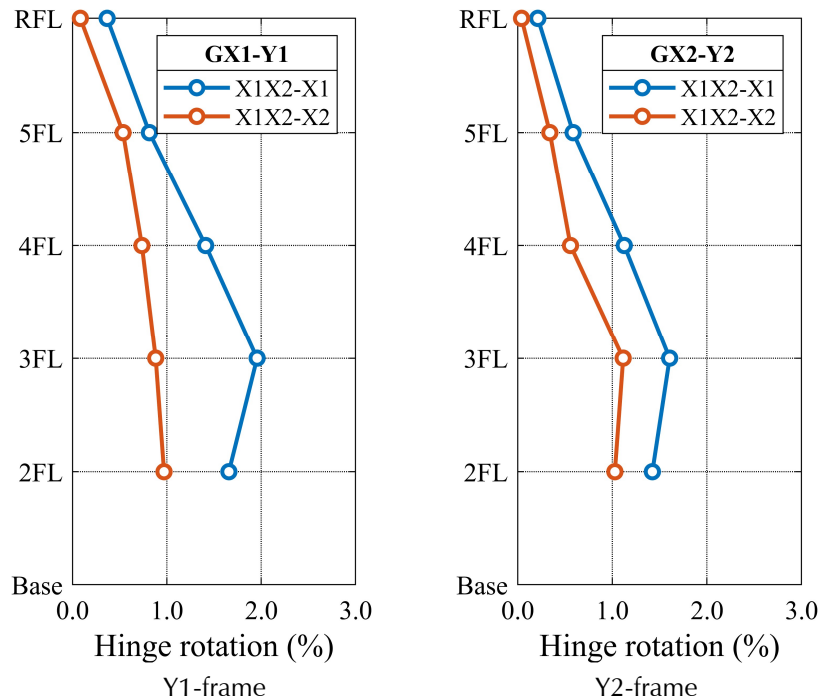 RFL
5FL
4FL
3FL
2FL
Base
0.0 1.0 2.0 3.0
Hinge rotation (%)
Y1-frame
GX1-Y1
X1X2-X1
X1X2-X2
RFL
5FL
4FL
3FL
2FL
Base
0.0 1.0 2.0 3.0
Hinge rotation (%)
Y2-frame
GX2-Y2
X1X2-X1
X1X2-X2